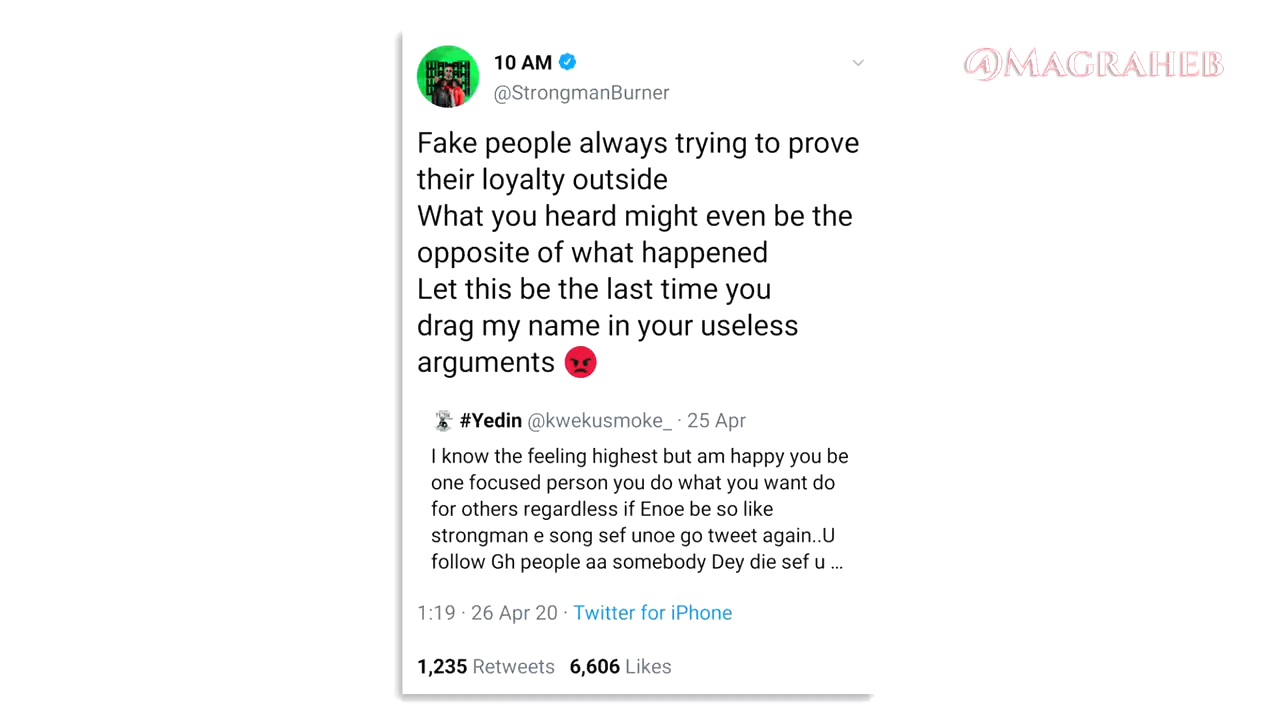 10 AM
@MAGRAHEB
@StrongmanBurner
Fake people always trying to prove
their loyalty outside
What you heard might even be the
opposite of what happened
Let this be the last time you
drag my name in your useless
arguments 😡
#Yedin @kwekusmoke_ · 25 Apr
I know the feeling highest but am happy you be
one focused person you do what you want do
for others regardless if Enoe be so like
strongman e song sef unoe go tweet again..U
follow Gh people aa somebody Dey die sef u ...
1:19 · 26 Apr 20 · Twitter for iPhone
1,235 Retweets 6,606 Likes